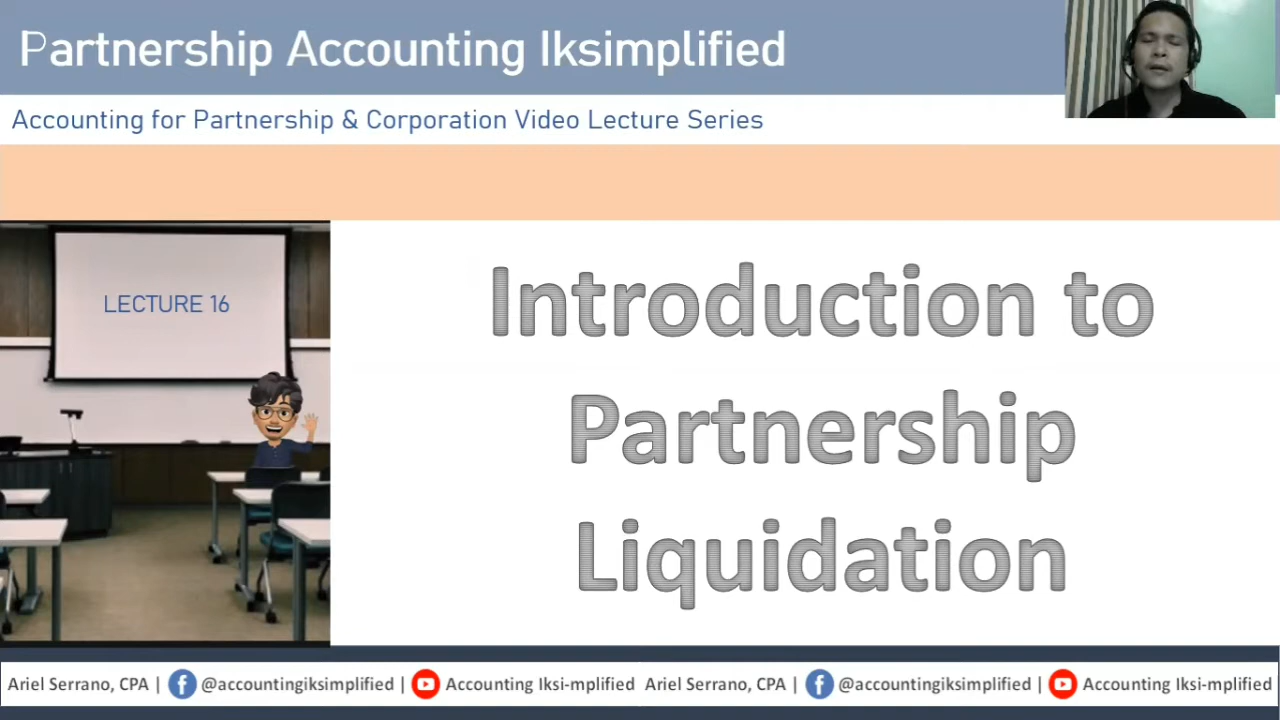 Partnership Accounting Iksimplified
Accounting for Partnership & Corporation Video Lecture Series
LECTURE 16
Introduction to
Partnership
Liquidation
Ariel Serrano, CPA | @accountingiksimplified | Accounting Iksi-mplified Ariel Serrano, CPA | @accountingiksimplified | Accounting Iksi-mplified